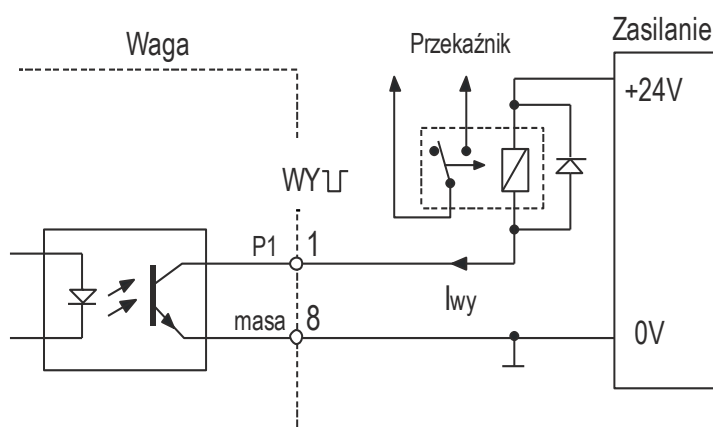 Zasilanie
Waga
Przekaźnik
+24V
WY
P1 1
Iwy
masa 8
0V